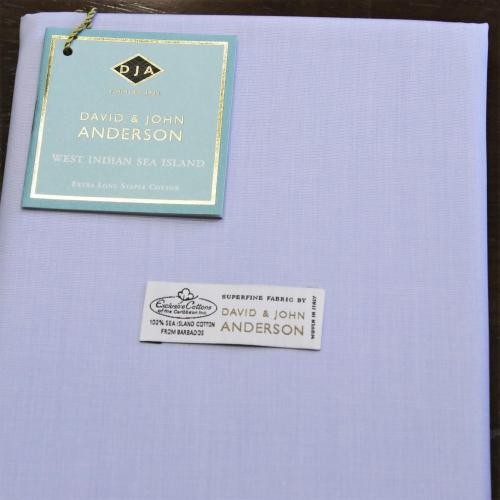 DJA
DAVID & JOHN
ANDERSON
WEST INDIAN SEA ISLAND
EXTRA LONG STAPLE COTTON
Exclusive Cottons
of the Caribbean Inc.
100% SEA ISLAND COTTON
FROM BARBADOS
SUPERFINE FABRIC BY
DAVID & JOHN
ANDERSON
WOVEN IN ITALY